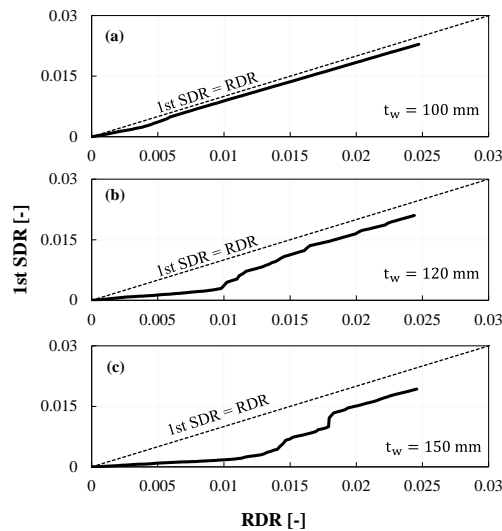 0.03
(a)
0.015
1st SDR = RDR
t_w = 100 mm
0
0 0.005 0.01 0.015 0.02 0.025 0.03
0.03
(b)
0.015
1st SDR = RDR
t_w = 120 mm
0
0 0.005 0.01 0.015 0.02 0.025 0.03
1st SDR [-]
0.03
(c)
0.015
1st SDR = RDR
t_w = 150 mm
0
0 0.005 0.01 0.015 0.02 0.025 0.03
RDR [-]